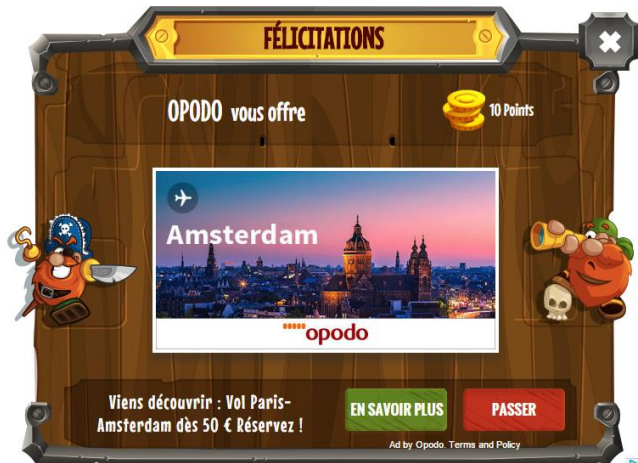 FÉLICITATIONS
OPODO vous offre
10 Points
Amsterdam
opodo
Viens découvrir : Vol Paris-
Amsterdam dès 50 € Réservez !
EN SAVOIR PLUS
PASSER
Ad by Opodo. Terms and Policy